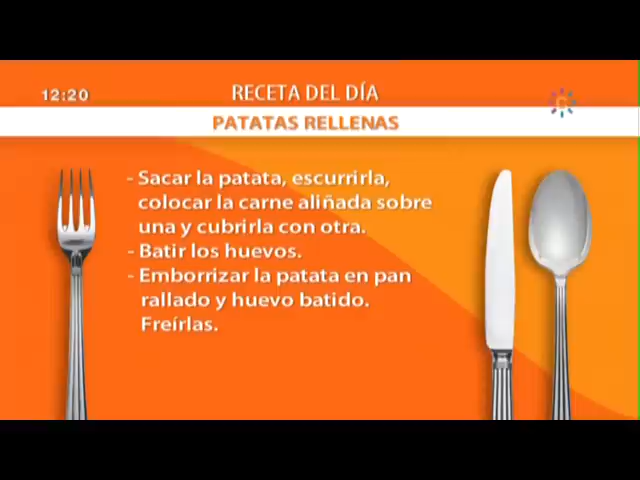 12:20
RECETA DEL DÍA
PATATAS RELLENAS
- Sacar la patata, escurrirla,
colocar la carne aliñada sobre
una y cubrirla con otra.
- Batir los huevos.
- Emborrizar la patata en pan
rallado y huevo batido.
Freírlas.